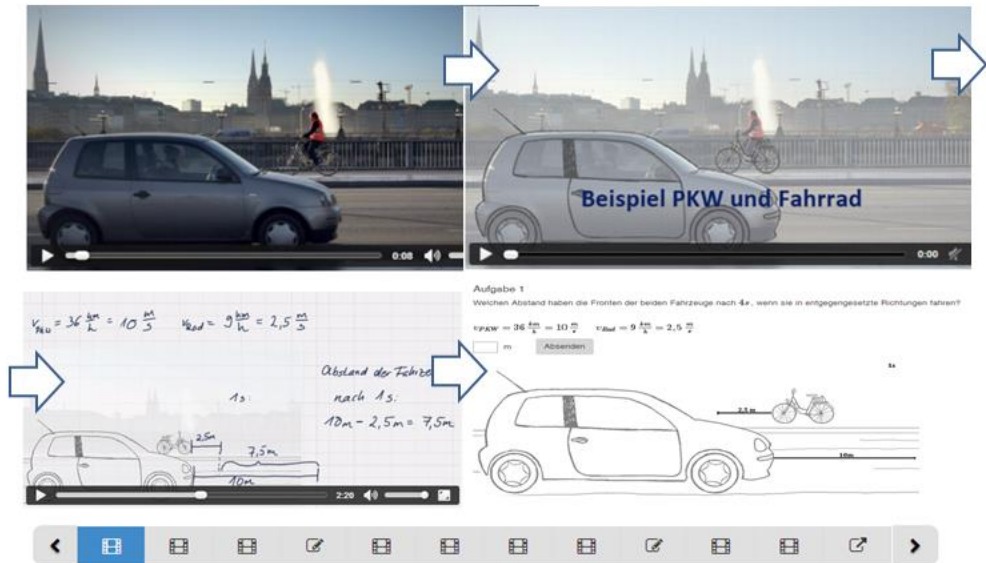 0:08
Beispiel PKW und Fahrrad
0:00
v_PKW = 36 km/h = 10 m/s v_Rad = 9 km/h = 2,5 m/s
Abstand der
nach 1s:
1s:
10m - 2,5m = 7,5m
2,5m
7,5m
10m
2:20
Aufgabe 1
Welchen Abstand haben die Fronten der beiden Fahrzeuge nach 4s, wenn sie in entgegengesetzte Richtungen fahren?
v_PKW = 36 km/h = 10 m/s v_Rad = 9 km/h = 2,5 m/s
m Absenden
1s
2,5 m
10m